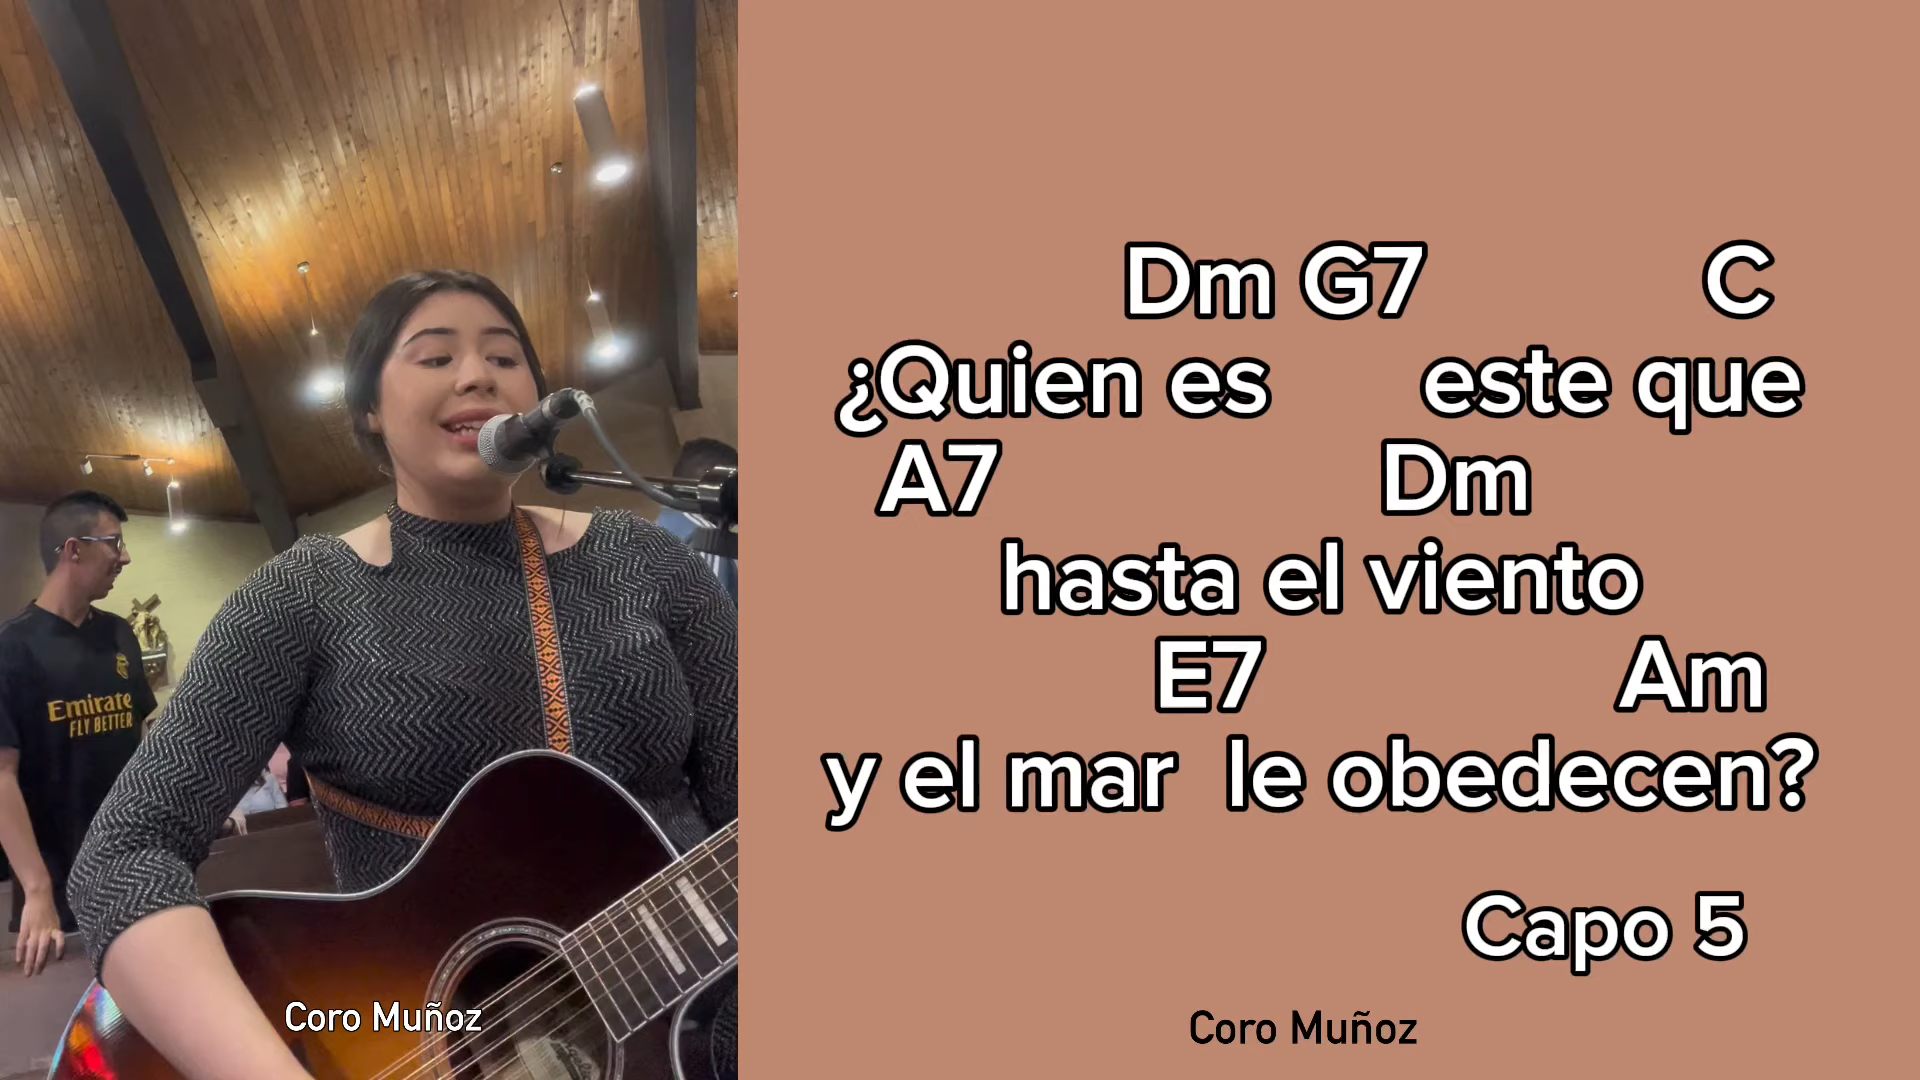 Dm G7 C
¿Quien es este que
A7 Dm
hasta el viento
E7 Am
y el mar le obedecen?
Capo 5
Coro Muñoz
Emirate
FLY BETTER
Coro Muñoz